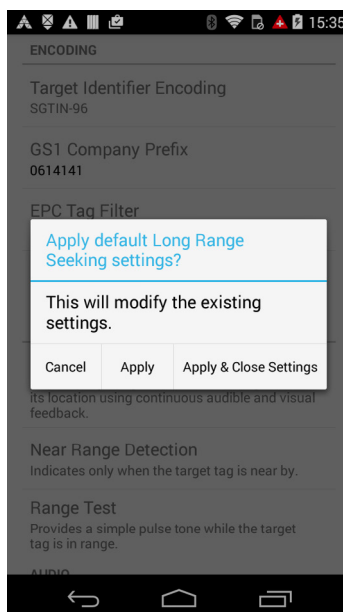 15:35
ENCODING
Target Identifier Encoding
SGTIN-96
GS1 Company Prefix
0614141
EPC Tag Filter
Apply default Long Range
Seeking settings?
This will modify the existing
settings.
Cancel Apply Apply & Close Settings
its location using continuous audible and visual
feedback.
Near Range Detection
Indicates only when the target tag is near by.
Range Test
Provides a simple pulse tone while the target
tag is in range.
AUDIO